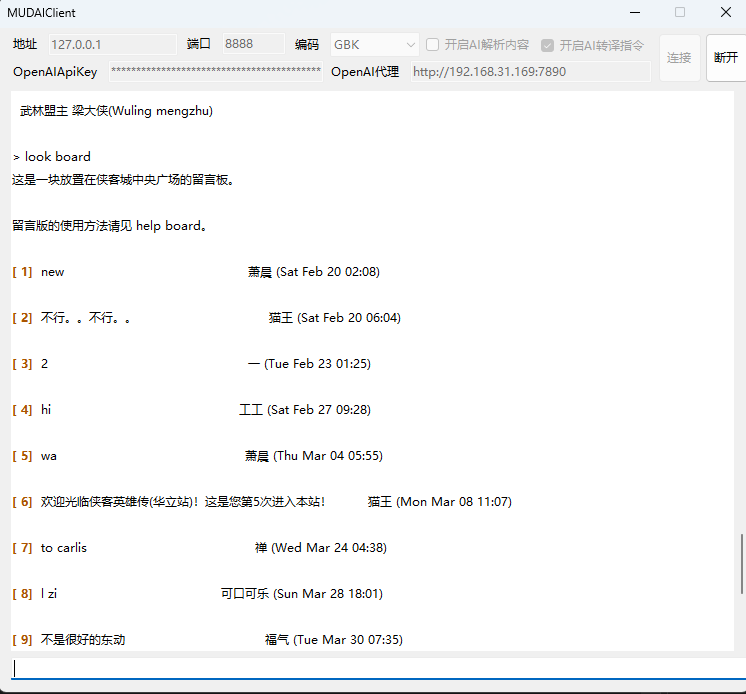 MUDAIClient
地址 127.0.0.1 端口 8888 编码 GBK 开启AI解析内容 开启AI转译指令 连接 断开
OpenAIApiKey **************************************** OpenAI代理 http://192.168.31.169:7890
武林盟主 梁大侠(Wuling mengzhu)
> look board
这是一块放置在侠客城中央广场的留言板。
留言版的使用方法请见 help board。
[ 1] new 萧晨 (Sat Feb 20 02:08)
[ 2] 不行。。不行。。 猫王 (Sat Feb 20 06:04)
[ 3] 2 一 (Tue Feb 23 01:25)
[ 4] hi 工工 (Sat Feb 27 09:28)
[ 5] wa 萧晨 (Thu Mar 04 05:55)
[ 6] 欢迎光临侠客英雄传(华立站)！这是您第5次进入本站！ 猫王 (Mon Mar 08 11:07)
[ 7] to carlis 禅 (Wed Mar 24 04:38)
[ 8] l zi 可口可乐 (Sun Mar 28 18:01)
[ 9] 不是很好的东动 福气 (Tue Mar 30 07:35)